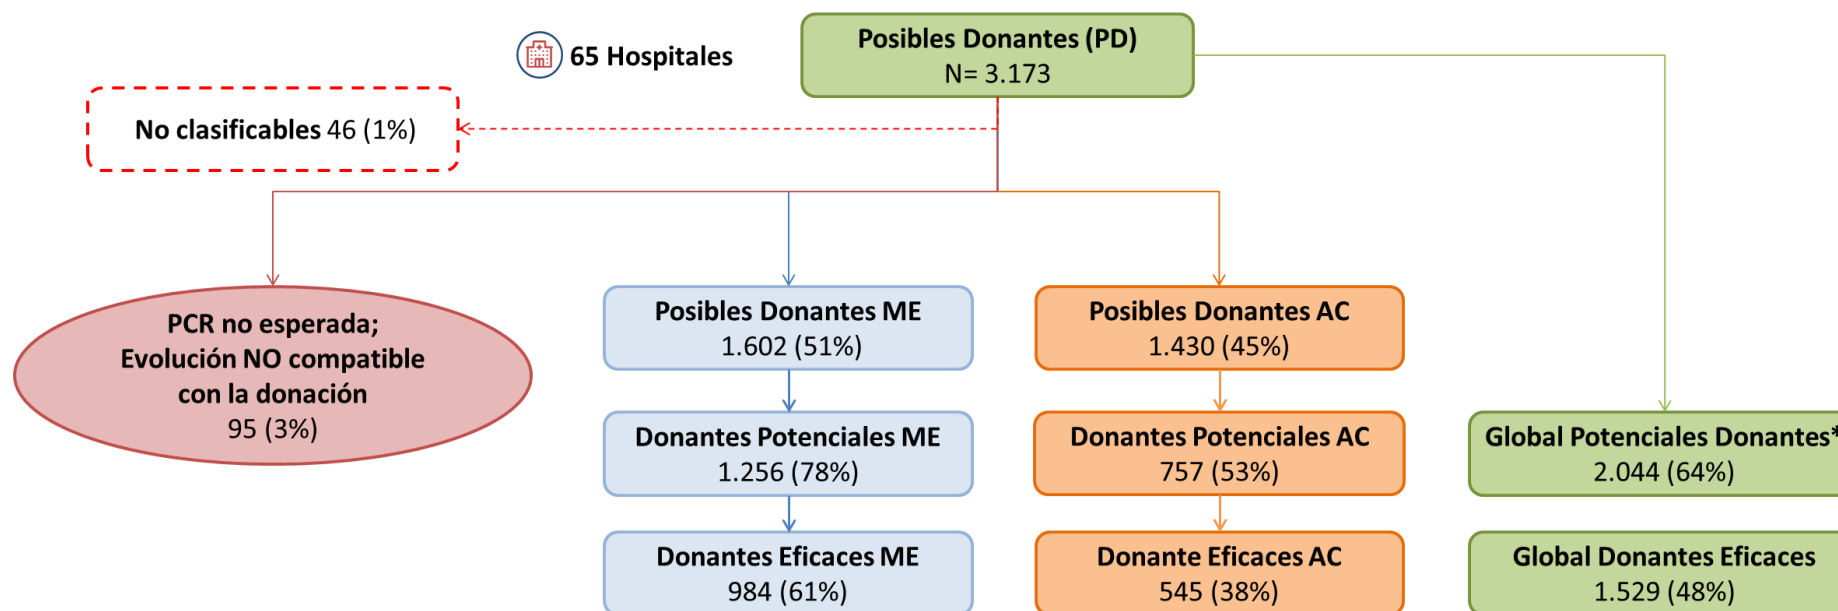 65 Hospitales
Posibles Donantes (PD)
N= 3.173
No clasificables 46 (1%)
PCR no esperada;
Evolución NO compatible
con la donación
95 (3%)
Posibles Donantes ME
1.602 (51%)
Posibles Donantes AC
1.430 (45%)
Donantes Potenciales ME
1.256 (78%)
Donantes Potenciales AC
757 (53%)
Global Potenciales Donantes*
2.044 (64%)
Donantes Eficaces ME
984 (61%)
Donante Eficaces AC
545 (38%)
Global Donantes Eficaces
1.529 (48%)